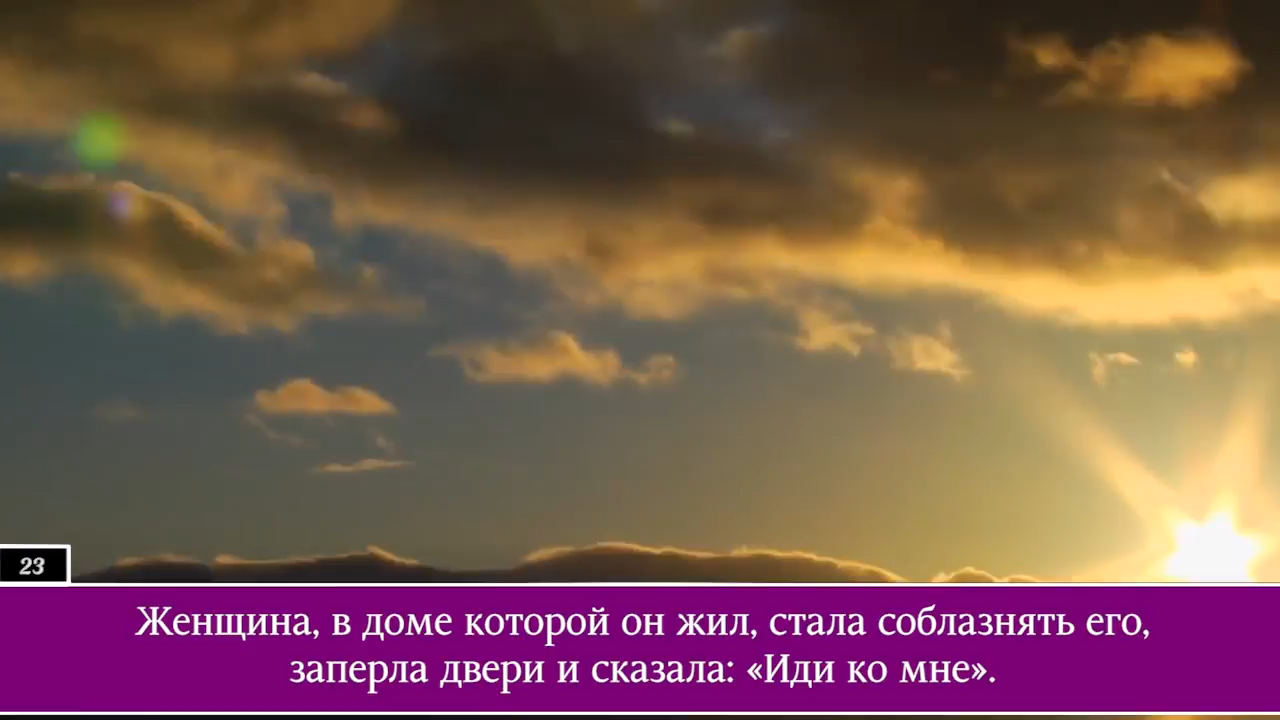 23
Женщина, в доме которой он жил, стала соблазнять его,
заперла двери и сказала: «Иди ко мне».